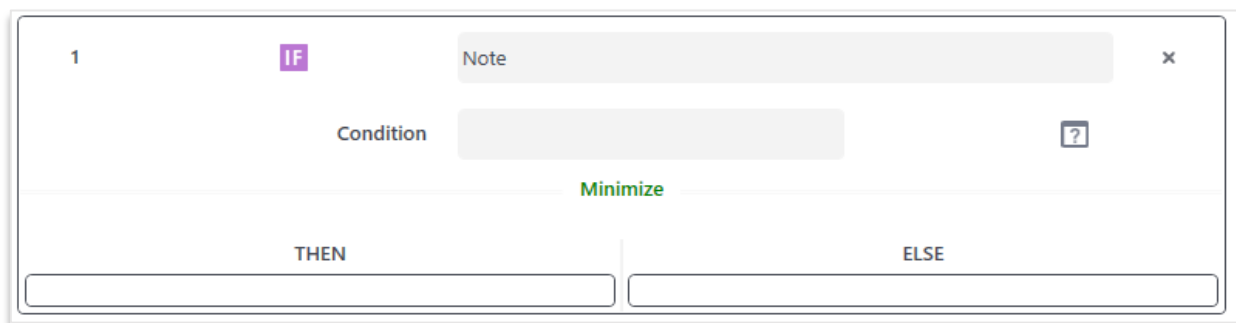 1 IF Note ×
Condition ?
Minimize
THEN ELSE